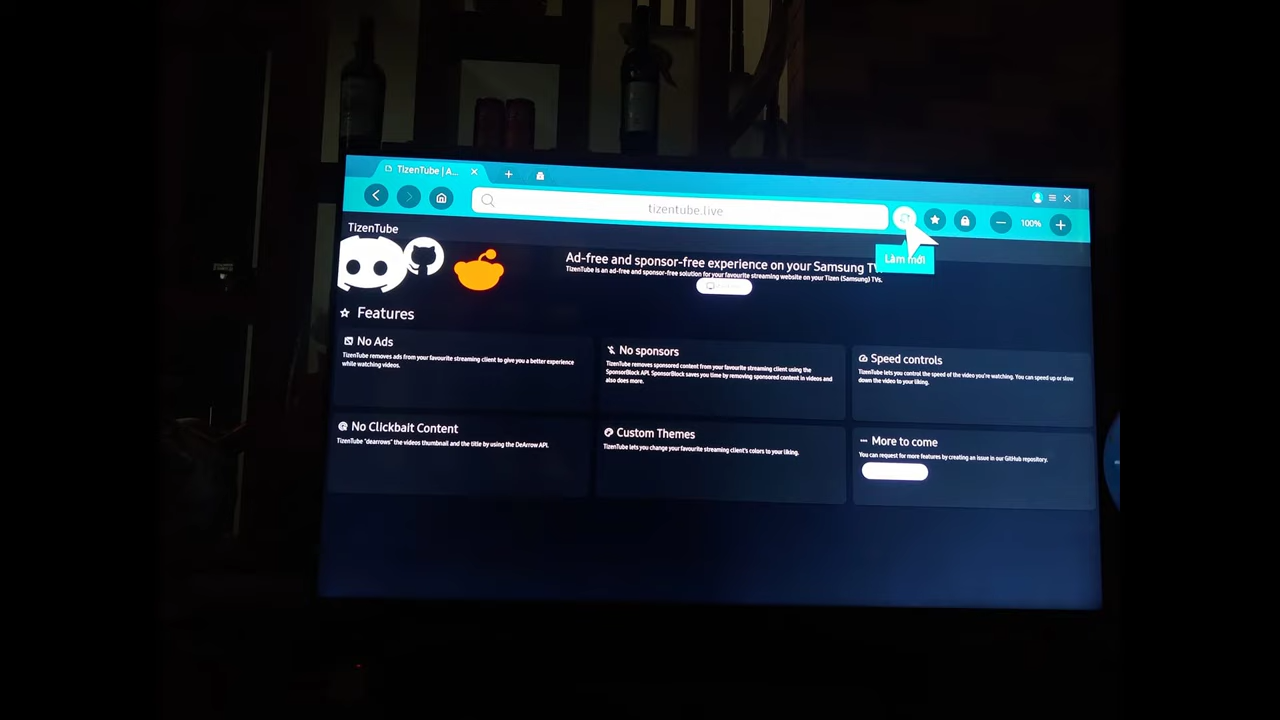 TizenTube | A...
tizentube.live
100%
Làm mới
TizenTube
Ad-free and sponsor-free experience on your Samsung TV
TizenTube is an ad-free and sponsor-free solution for your favourite streaming website on your Tizen (Samsung) TVs.
Features
No Ads
TizenTube removes ads from your favourite streaming client to give you a better experience
while watching videos.
No sponsors
TizenTube removes sponsored content from your favourite streaming client using the
SponsorBlock API. SponsorBlock saves you time by removing sponsored content in videos and
also does more.
Speed controls
TizenTube lets you control the speed of the video you're watching. You can speed up or slow
down the video to your liking.
No Clickbait Content
TizenTube "dearrows" the videos thumbnail and the title by using the DeArrow API.
Custom Themes
TizenTube lets you change your favourite streaming client's colors to your liking.
More to come
You can request for more features by creating an issue in our GitHub repository.